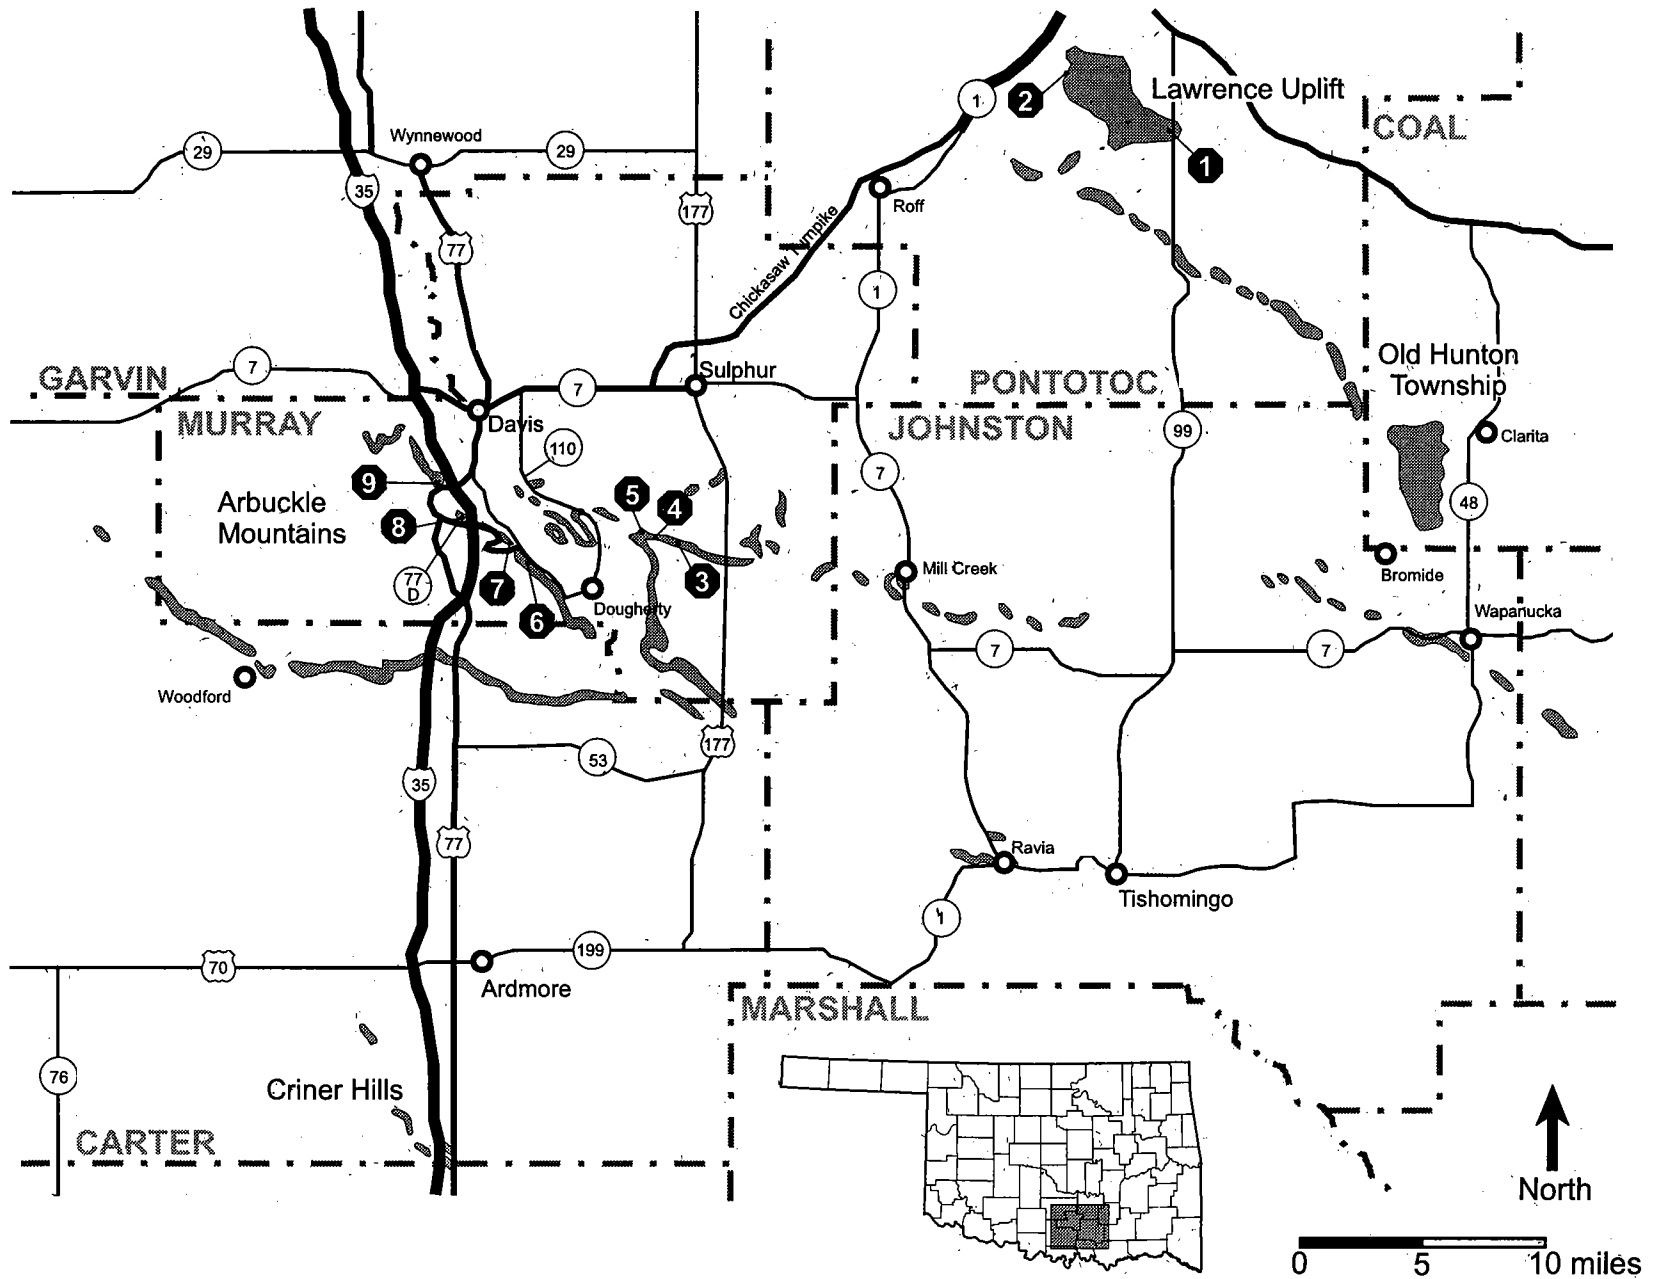 1
2
Lawrence Uplift
COAL
Wynnewood
29
29
1
35
177
Roff
77
Chickasaw Turnpike
1
7
Sulphur
Old Hunton
Township
GARVIN
7
PONTOTOC
MURRAY
Davis
JOHNSTON
99
Clarita
110
7
9
5
4
Arbuckle
Mountains
8
48
Mill Creek
Bromide
77
D
7
3
Dougherty
6
Wapanucka
7
7
Woodford
177
53
35
77
Ravia
Tishomingo
1
199
70
Ardmore
MARSHALL
76
Criner Hills
CARTER
North
0
5
10 miles